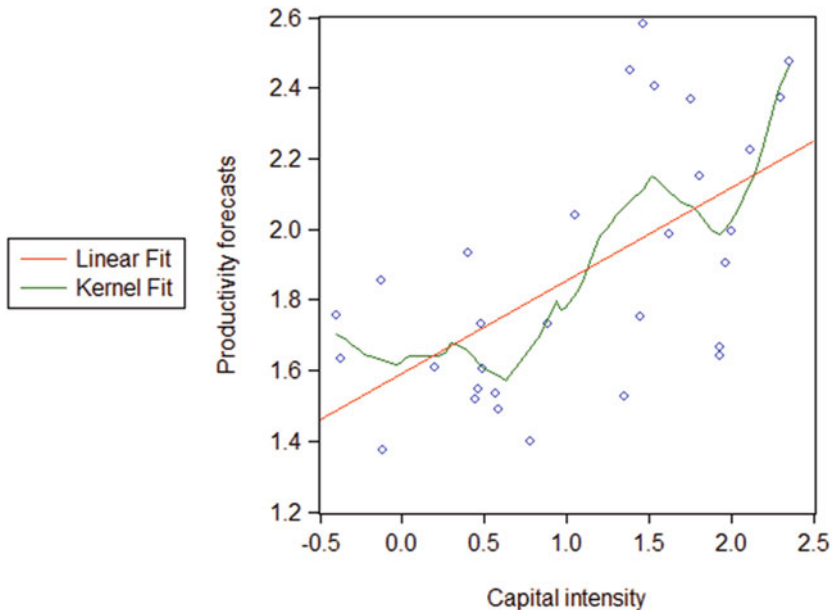 Linear Fit
Kernel Fit
Productivity forecasts
2.6
2.4
2.2
2.0
1.8
1.6
1.4
1.2
-0.5 0.0 0.5 1.0 1.5 2.0 2.5
Capital intensity